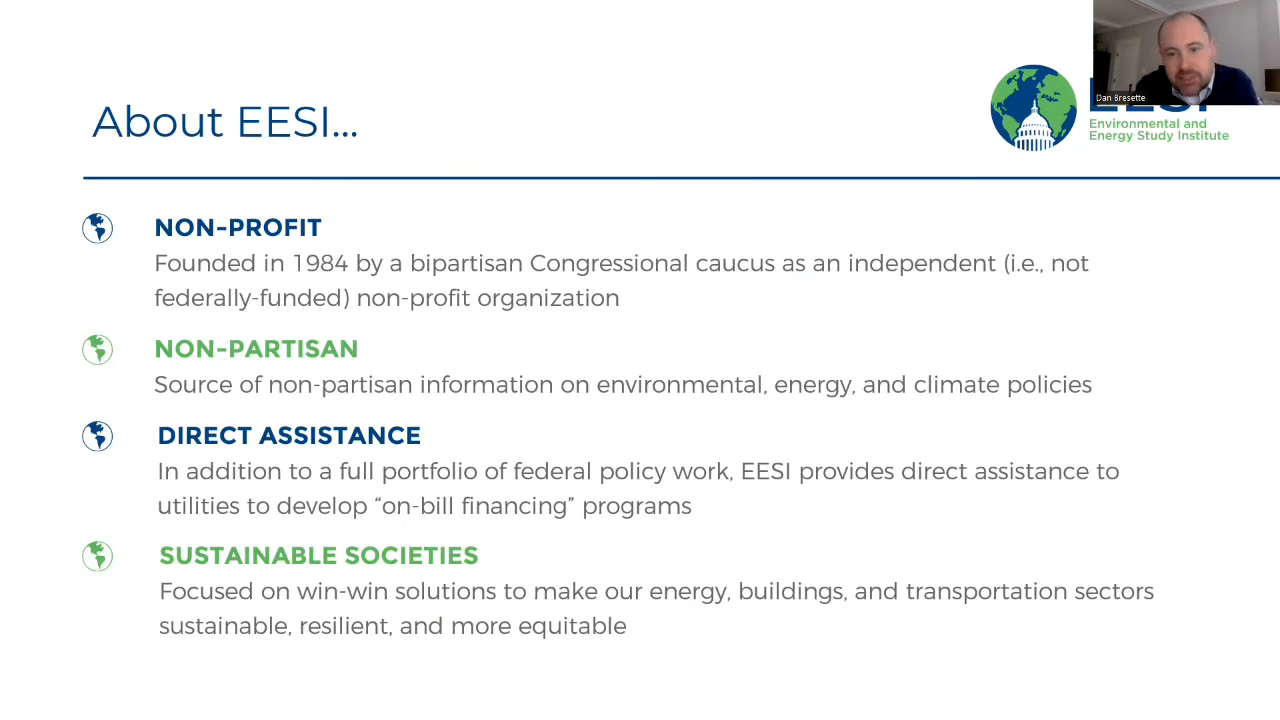 About EESI...
Dan Bresette
EESI
Environmental and
Energy Study Institute
NON-PROFIT
Founded in 1984 by a bipartisan Congressional caucus as an independent (i.e., not
federally-funded) non-profit organization
NON-PARTISAN
Source of non-partisan information on environmental, energy, and climate policies
DIRECT ASSISTANCE
In addition to a full portfolio of federal policy work, EESI provides direct assistance to
utilities to develop “on-bill financing” programs
SUSTAINABLE SOCIETIES
Focused on win-win solutions to make our energy, buildings, and transportation sectors
sustainable, resilient, and more equitable